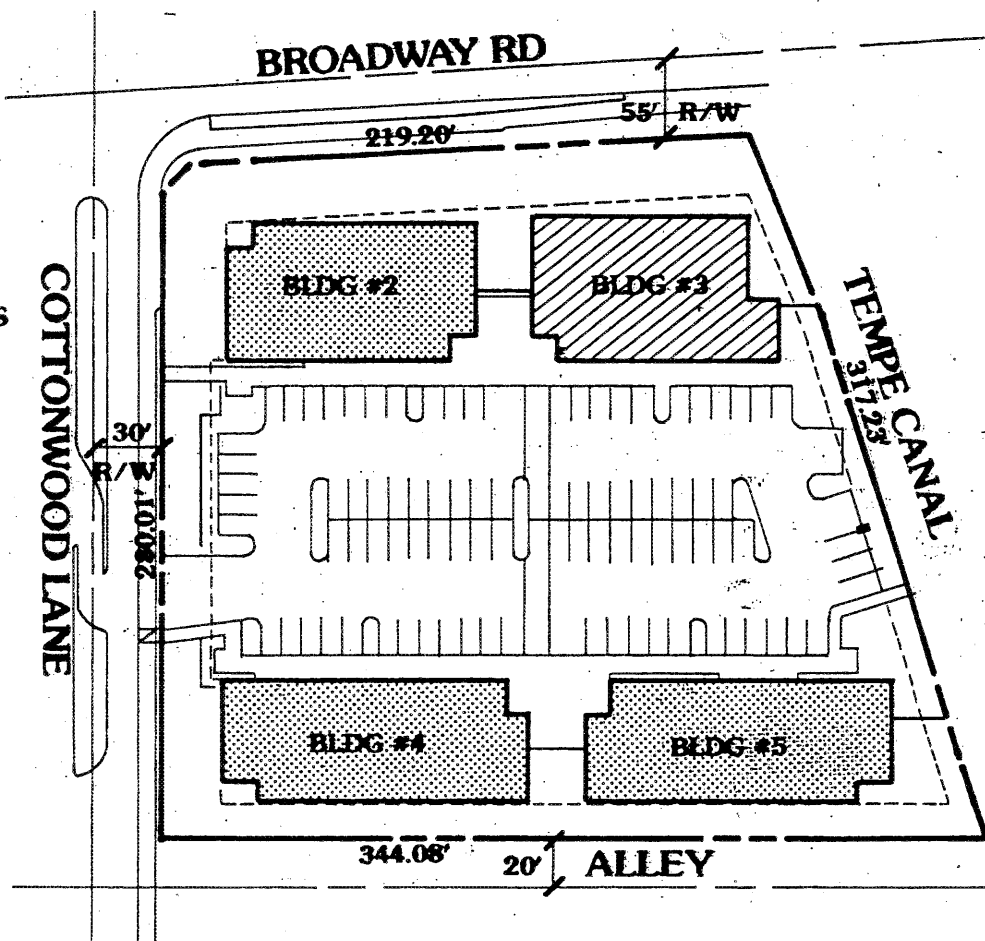 BROADWAY RD
55' R/W
219.20'
BLDG #2
BLDG #3
S
COTTONWOOD LANE
TEMPE CANAL
317.23'
30'
R/W
280.01'
BLDG #4
BLDG #5
344.08'
20'
ALLEY